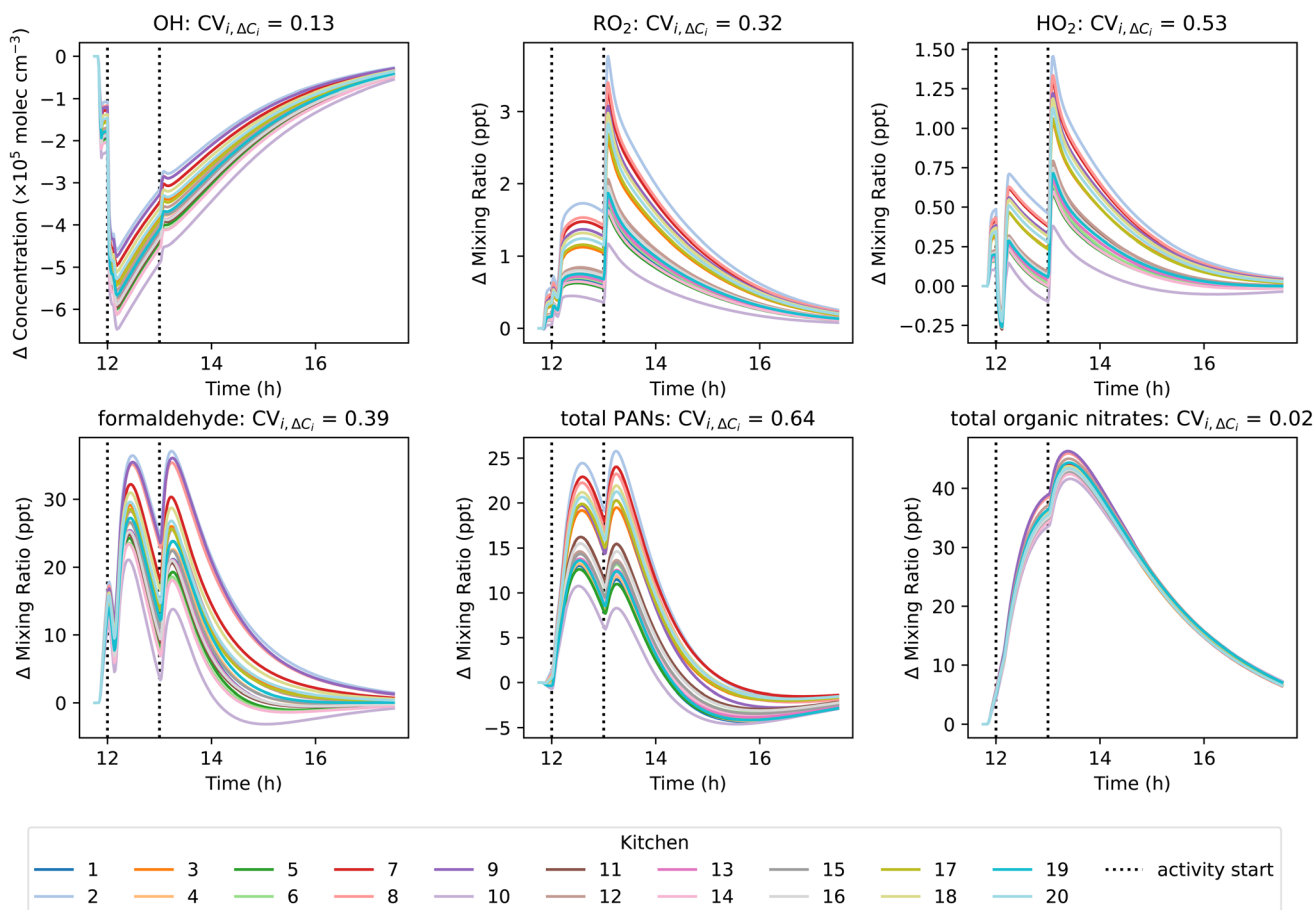 OH: CV_{i, ΔC_i} = 0.13
RO₂: CV_{i, ΔC_i} = 0.32
HO₂: CV_{i, ΔC_i} = 0.53
Δ Concentration (×10⁵ molec cm⁻³)
0
−1
−2
−3
−4
−5
−6
12 14 16
Time (h)
Δ Mixing Ratio (ppt)
3
2
1
0
12 14 16
Time (h)
Δ Mixing Ratio (ppt)
1.50
1.25
1.00
0.75
0.50
0.25
0.00
−0.25
12 14 16
Time (h)
formaldehyde: CV_{i, ΔC_i} = 0.39
total PANs: CV_{i, ΔC_i} = 0.64
total organic nitrates: CV_{i, ΔC_i} = 0.02
Δ Mixing Ratio (ppt)
30
20
10
0
12 14 16
Time (h)
Δ Mixing Ratio (ppt)
25
20
15
10
5
0
−5
12 14 16
Time (h)
Δ Mixing Ratio (ppt)
40
30
20
10
0
12 14 16
Time (h)
Kitchen
1 3 5 7 9 11 13 15 17 19 activity start
2 4 6 8 10 12 14 16 18 20